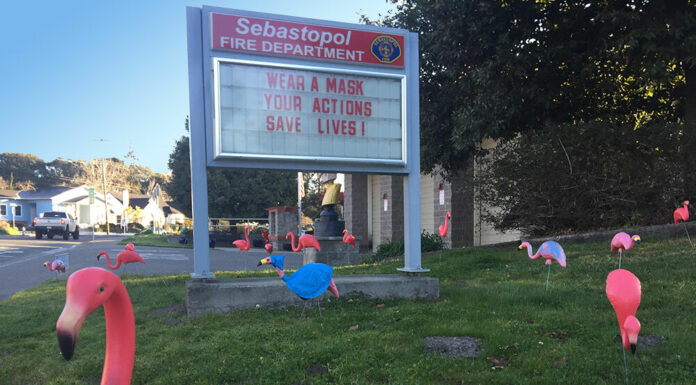 Sebastopol
FIRE DEPARTMENT
WEAR A MASK
YOUR ACTIONS
SAVE LIVES!